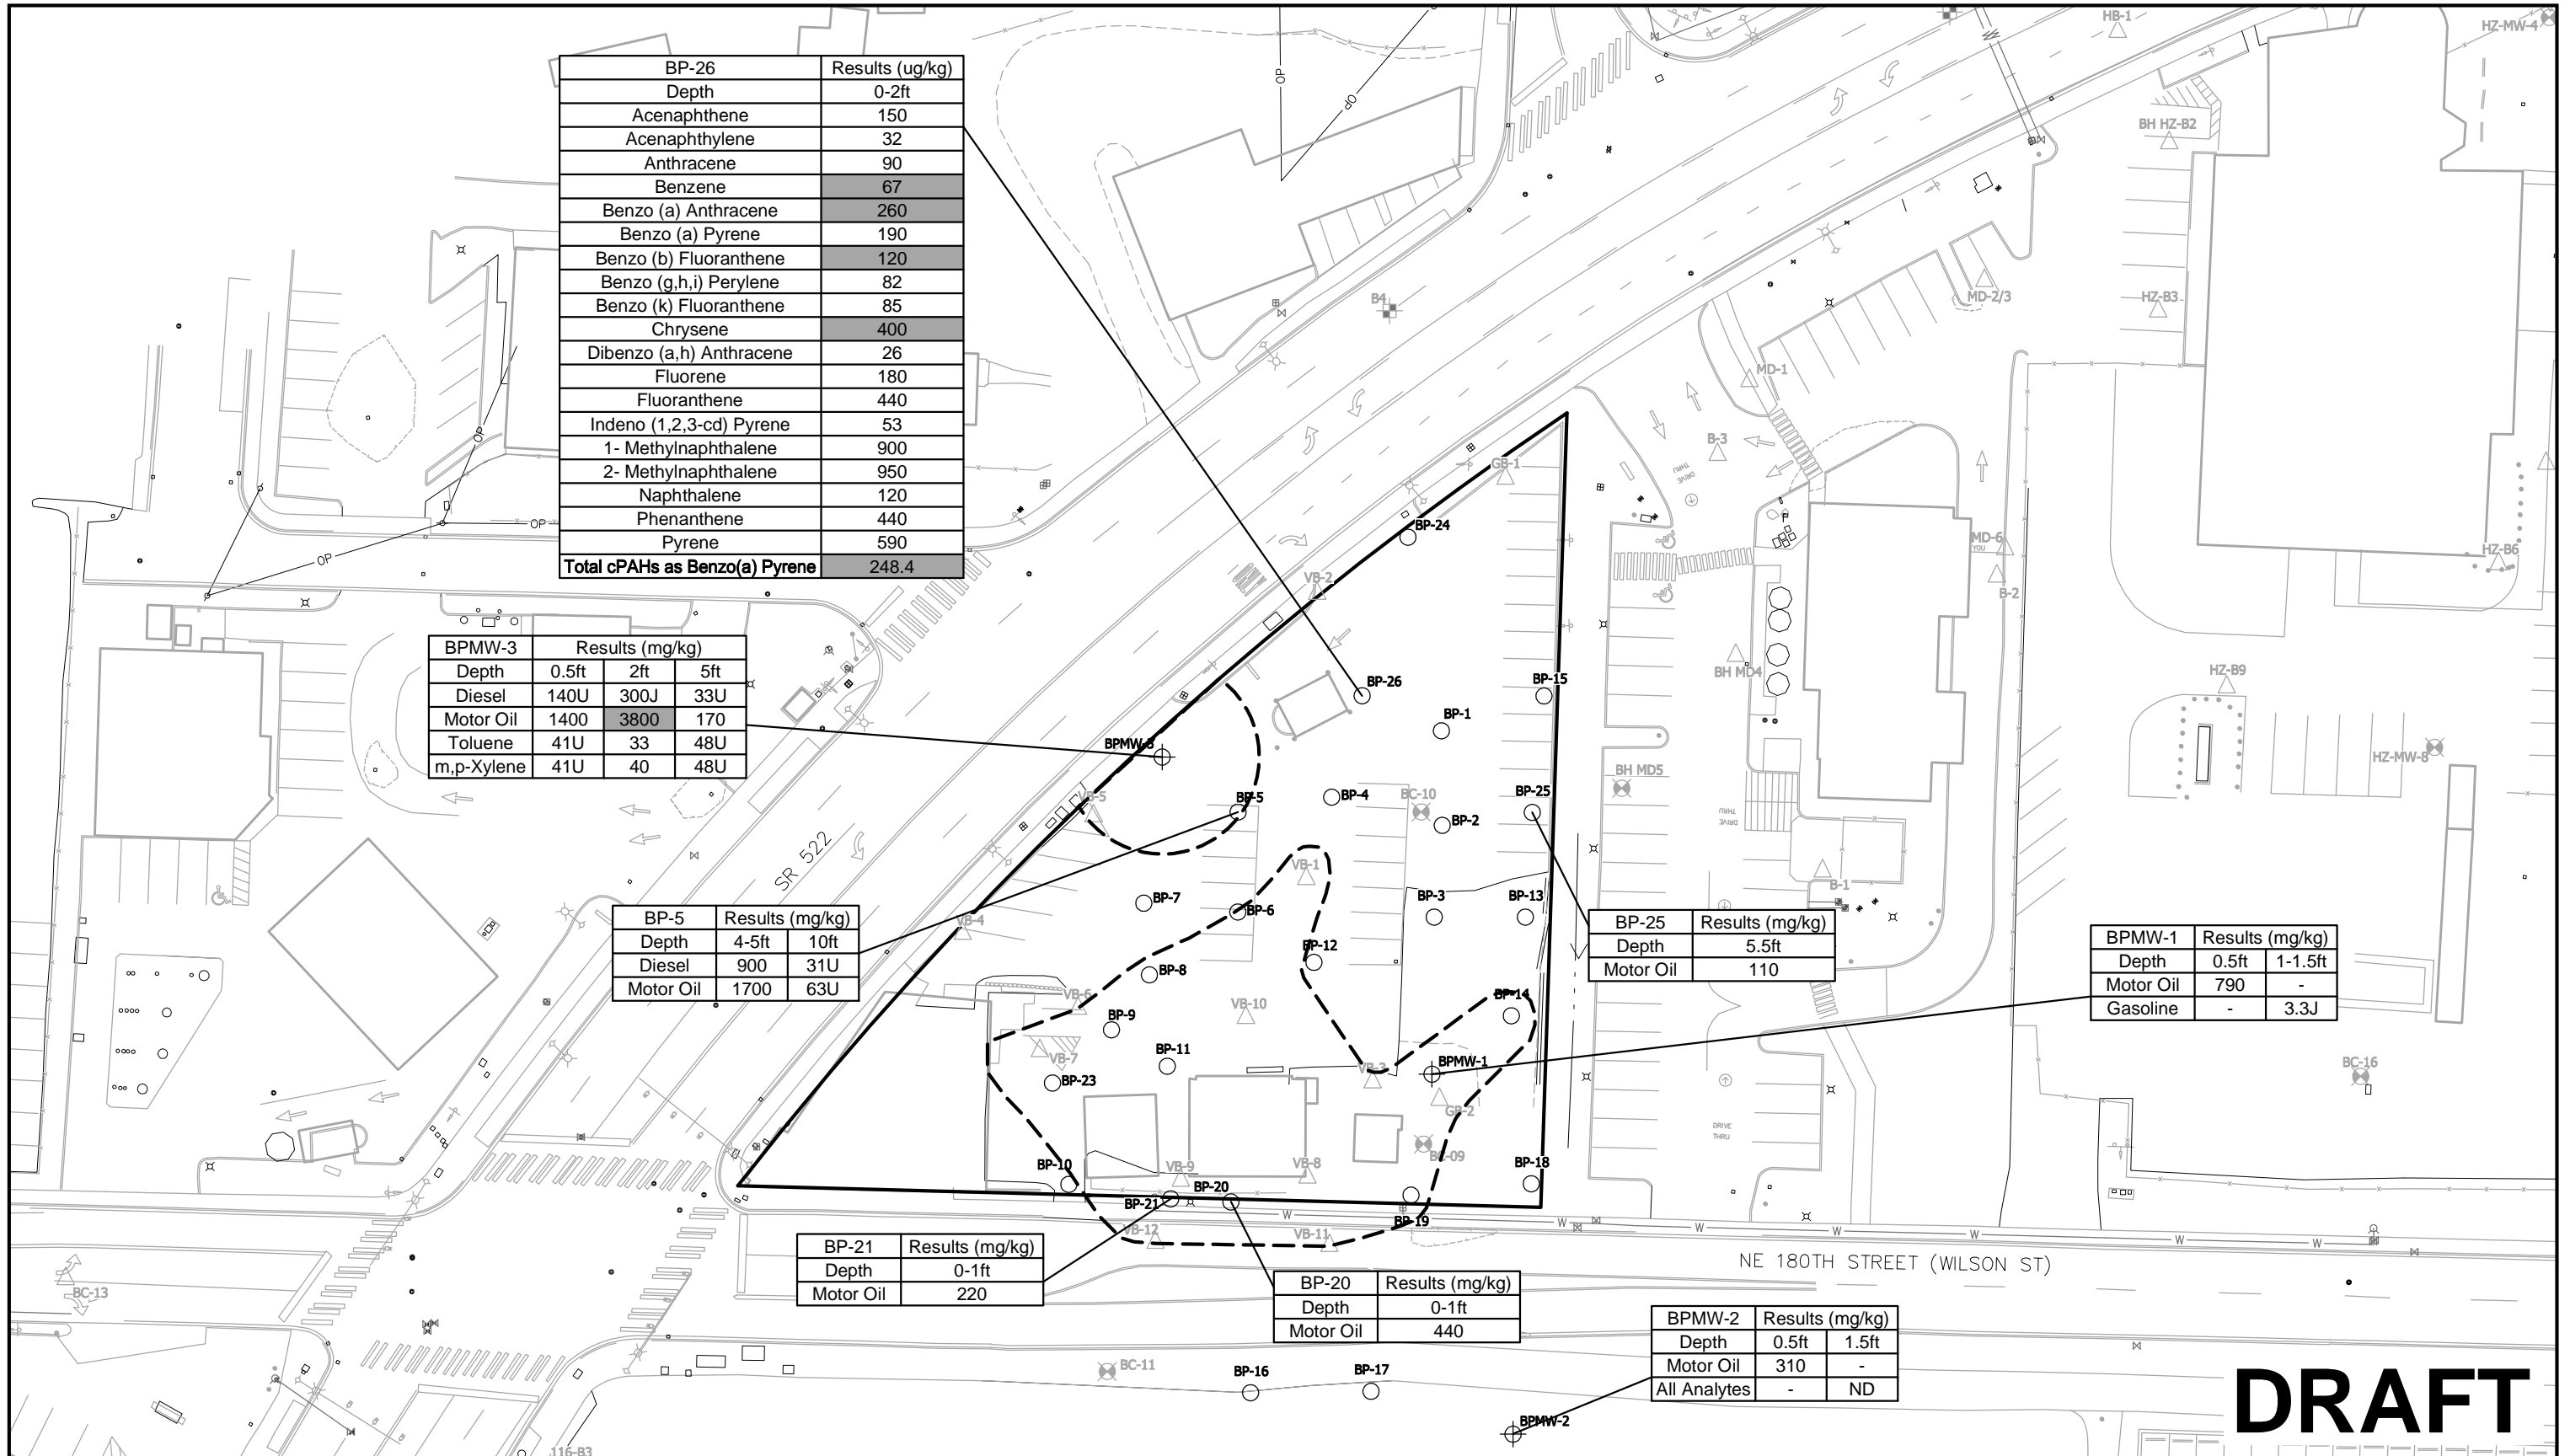 BP-26 Results (ug/kg)
Depth 0-2ft
Acenaphthene 150
Acenaphthylene 32
Anthracene 90
Benzene 67
Benzo (a) Anthracene 260
Benzo (a) Pyrene 190
Benzo (b) Fluoranthene 120
Benzo (g,h,i) Perylene 82
Benzo (k) Fluoranthene 85
Chrysene 400
Dibenzo (a,h) Anthracene 26
Fluorene 180
Fluoranthene 440
Indeno (1,2,3-cd) Pyrene 53
1- Methylnaphthalene 900
2- Methylnaphthalene 950
Naphthalene 120
Phenanthene 440
Pyrene 590
Total cPAHs as Benzo(a) Pyrene 248.4
BPMW-3 Results (mg/kg)
Depth 0.5ft 2ft 5ft
Diesel 140U 300J 33U
Motor Oil 1400 3800 170
Toluene 41U 33 48U
m,p-Xylene 41U 40 48U
BP-5 Results (mg/kg)
Depth 4-5ft 10ft
Diesel 900 31U
Motor Oil 1700 63U
BP-25 Results (mg/kg)
Depth 5.5ft
Motor Oil 110
BPMW-1 Results (mg/kg)
Depth 0.5ft 1-1.5ft
Motor Oil 790 -
Gasoline - 3.3J
BP-21 Results (mg/kg)
Depth 0-1ft
Motor Oil 220
BP-20 Results (mg/kg)
Depth 0-1ft
Motor Oil 440
BPMW-2 Results (mg/kg)
Depth 0.5ft 1.5ft
Motor Oil 310 -
All Analytes - ND
HB-1
HZ-MW-4
BH HZ-B2
HZ-B3
MD-2/3
MD-1
B4
B-3
GB-1
BP-24
MD-6
YOU
B-2
HZ-B6
VB-2
BH MD4
HZ-B9
HZ-MW-8
BH MD5
BP-26
BP-15
BP-1
BPMW-3
VB-5
BP-5
BP-4
BC-10
BP-2
BP-25
VB-1
B-1
BP-7
BP-6
BP-3
BP-13
VB-4
BP-12
BP-8
VB-6
VB-10
BP-14
BP-9
VB-7
BP-11
BP-23
VB-3
BPMW-1
GB-2
BC-09
BC-16
BP-10
VB-9
VB-8
BP-18
BP-21
BP-20
BP-19
VB-12
VB-11
BC-13
BC-11
BP-16
BP-17
BPMW-2
116-B3
OP
OP
OP
OP
OP
W
W
W
W
W
W
W
W
DRIVE
THRU
DRIVE
THRU
DRIVE
THRU
SR 522
NE 180TH STREET (WILSON ST)
DRAFT